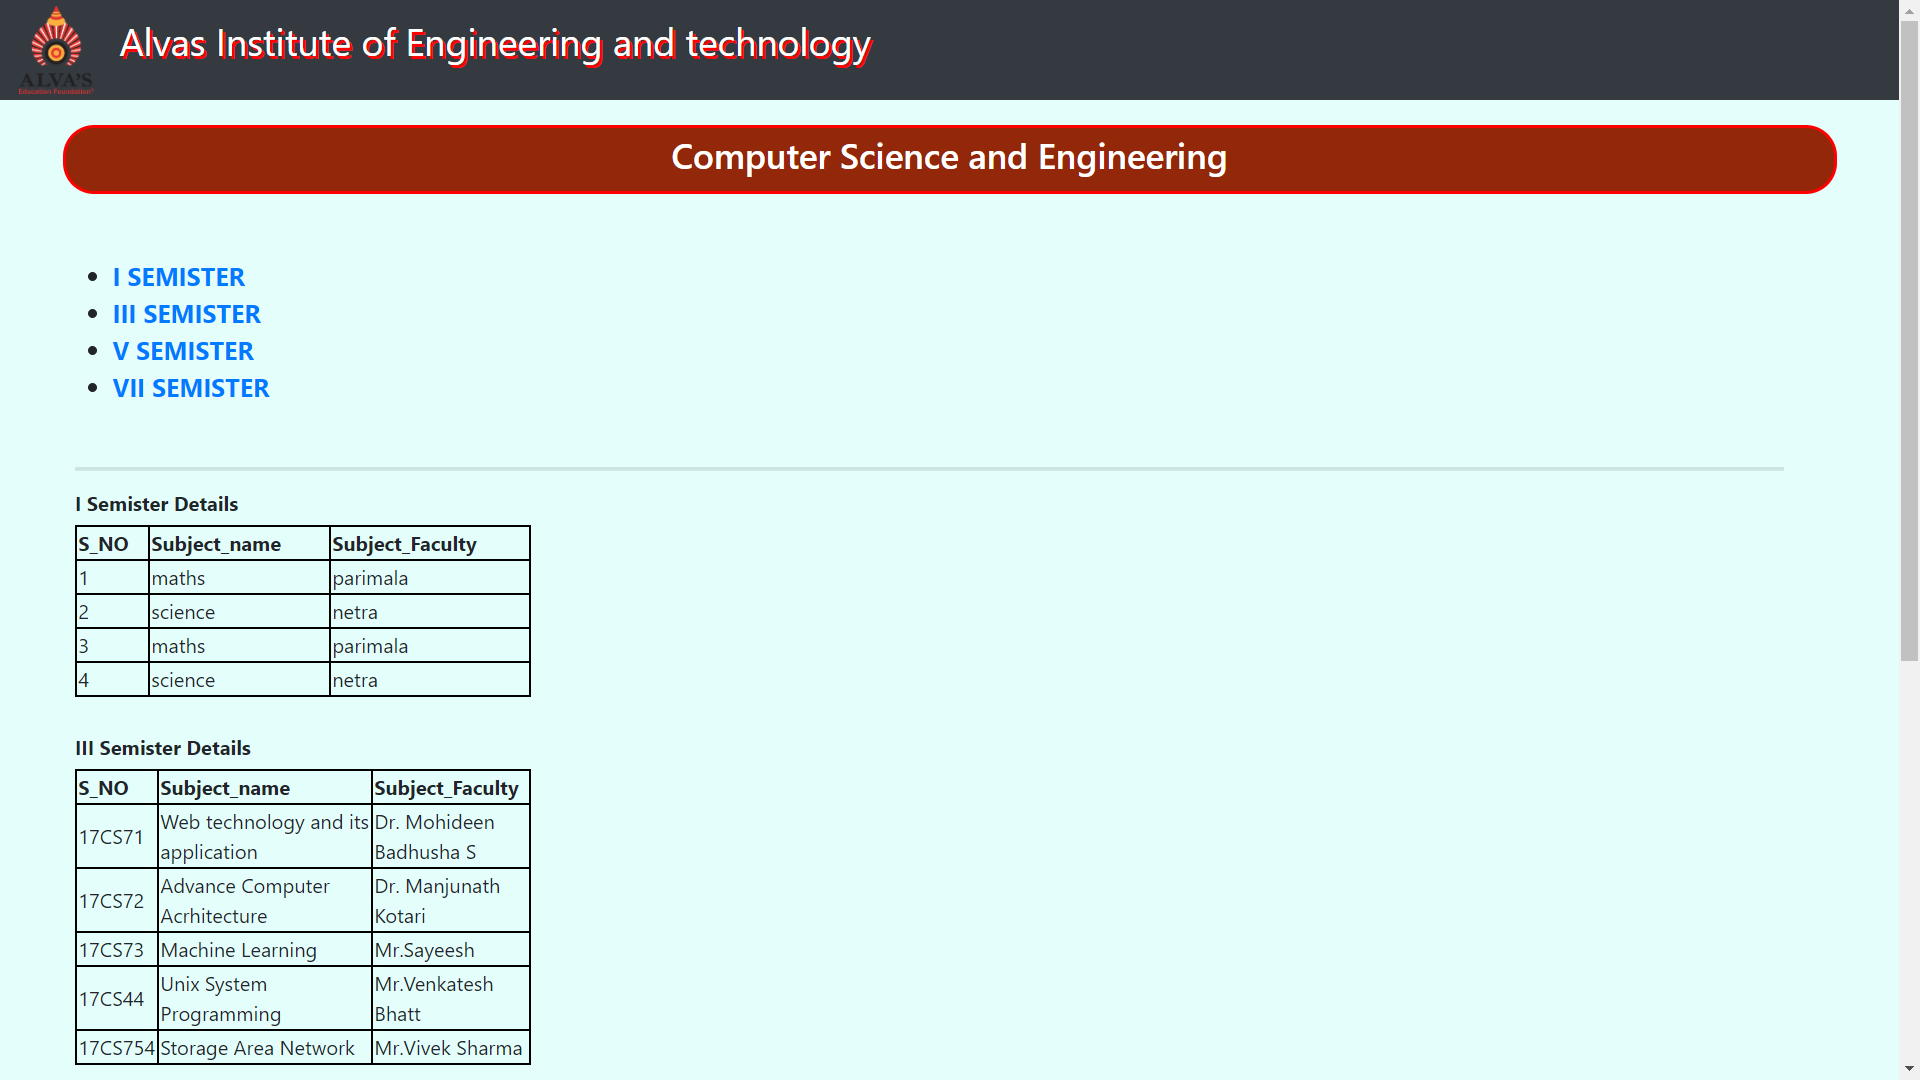 ALVA'S
Education Foundation®
Alvas Institute of Engineering and technology
Computer Science and Engineering
I SEMISTER
III SEMISTER
V SEMISTER
VII SEMISTER
I Semister Details
S_NO Subject_name Subject_Faculty
1 maths parimala
2 science netra
3 maths parimala
4 science netra
III Semister Details
S_NO Subject_name Subject_Faculty
17CS71 Web technology and its application Dr. Mohideen Badhusha S
17CS72 Advance Computer Acrhitecture Dr. Manjunath Kotari
17CS73 Machine Learning Mr.Sayeesh
17CS44 Unix System Programming Mr.Venkatesh Bhatt
17CS754 Storage Area Network Mr.Vivek Sharma